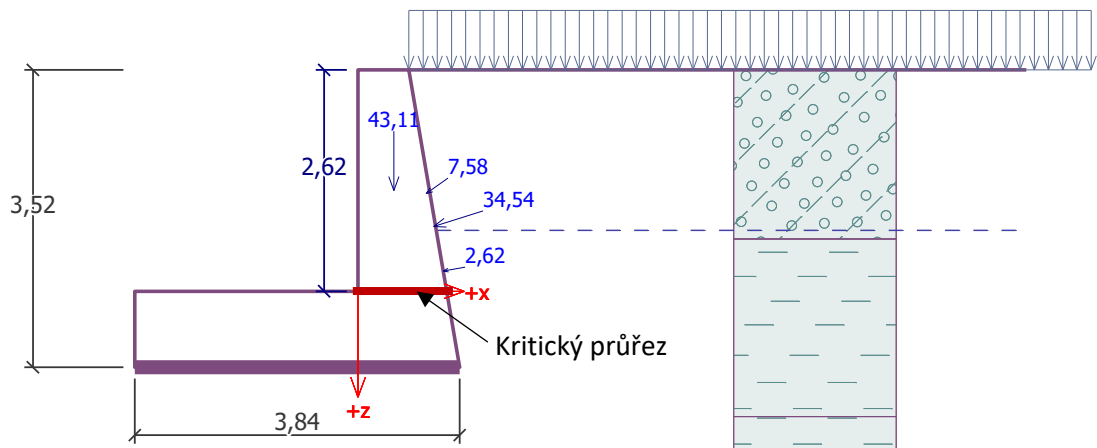 43,11
2,62
7,58
3,52
34,54
2,62
+x
Kritický průřez
+z
3,84